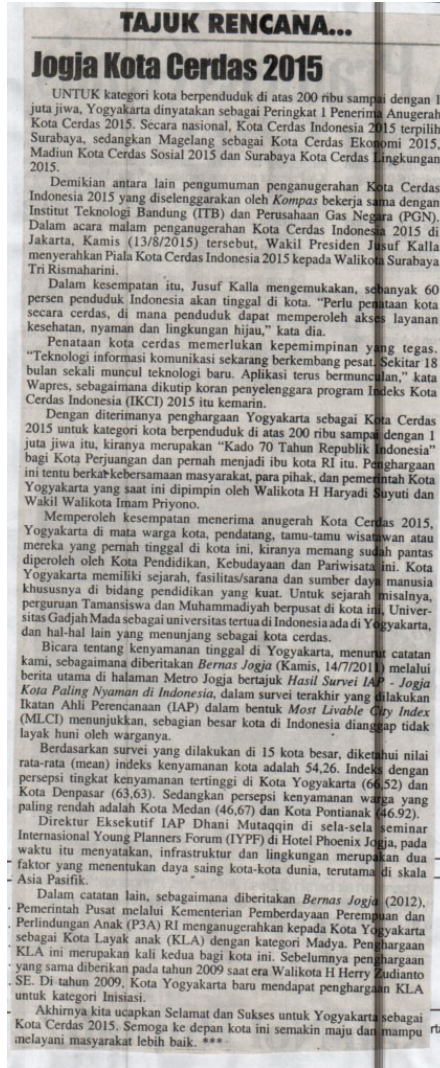 TAJUK RENCANA...
Jogja Kota Cerdas 2015
UNTUK kategori kota berpenduduk di atas 200 ribu sampai dengan 1
juta jiwa, Yogyakarta dinyatakan sebagai Peringkat 1 Penerima Anugerah
Kota Cerdas 2015. Secara nasional, Kota Cerdas Indonesia 2015 terpilih
Surabaya, sedangkan Magelang sebagai Kota Cerdas Ekonomi 2015,
Madiun Kota Cerdas Sosial 2015 dan Surabaya Kota Cerdas Lingkungan
2015.
Demikian antara lain pengumuman penganugerahan Kota Cerdas
Indonesia 2015 yang diselenggarakan oleh Kompas bekerja sama dengan
Institut Teknologi Bandung (ITB) dan Perusahaan Gas Negara (PGN).
Dalam acara malam penganugerahan Kota Cerdas Indonesia 2015 di
Jakarta, Kamis (13/8/2015) tersebut, Wakil Presiden Jusuf Kalla
menyerahkan Piala Kota Cerdas Indonesia 2015 kepada Walikota Surabaya
Tri Rismaharini.
Dalam kesempatan itu, Jusuf Kalla mengemukakan, sebanyak 60
persen penduduk Indonesia akan tinggal di kota. “Perlu penataan kota
secara cerdas, di mana penduduk dapat memperoleh akses layanan
kesehatan, nyaman dan lingkungan hijau,” kata dia.
Penataan kota cerdas memerlukan kepemimpinan yang tegas.
“Teknologi informasi komunikasi sekarang berkembang pesat. Sekitar 18
bulan sekali muncul teknologi baru. Aplikasi terus bermunculan,” kata
Wapres, sebagaimana dikutip koran penyelenggara program Indeks Kota
Cerdas Indonesia (IKCI) 2015 itu kemarin.
Dengan diterimanya penghargaan Yogyakarta sebagai Kota Cerdas
2015 untuk kategori kota berpenduduk di atas 200 ribu sampai dengan 1
juta jiwa itu, kiranya merupakan “Kado 70 Tahun Republik Indonesia”
bagi Kota Perjuangan dan pernah menjadi ibu kota RI itu. Penghargaan
ini tentu berkat kebersamaan masyarakat, para pihak, dan pemerintah Kota
Yogyakarta yang saat ini dipimpin oleh Walikota H Haryadi Suyuti dan
Wakil Walikota Imam Priyono.
Memperoleh kesempatan menerima anugerah Kota Cerdas 2015,
Yogyakarta di mata warga kota, pendatang, tamu-tamu wisatawan atau
mereka yang pernah tinggal di kota ini, kiranya memang sudah pantas
diperoleh oleh Kota Pendidikan, Kebudayaan dan Pariwisata ini. Kota
Yogyakarta memiliki sejarah, fasilitas/sarana dan sumber daya manusia
khususnya di bidang pendidikan yang kuat. Untuk sejarah misalnya,
perguruan Tamansiswa dan Muhammadiyah berpusat di kota ini, Univer-
sitas Gadjah Mada sebagai universitas tertua di Indonesia ada di Yogyakarta,
dan hal-hal lain yang menunjang sebagai kota cerdas.
Bicara tentang kenyamanan tinggal di Yogyakarta, menurut catatan
kami, sebagaimana diberitakan Bernas Jogja (Kamis, 14/7/2011) melalui
berita utama di halaman Metro Jogja bertajuk Hasil Survei IAP - Jogja
Kota Paling Nyaman di Indonesia, dalam survei terakhir yang dilakukan
Ikatan Ahli Perencanaan (IAP) dalam bentuk Most Livable City Index
(MLCI) menunjukkan, sebagian besar kota di Indonesia dianggap tidak
layak huni oleh warganya.
Berdasarkan survei yang dilakukan di 15 kota besar, diketahui nilai
rata-rata (mean) indeks kenyamanan kota adalah 54,26. Indeks dengan
persepsi tingkat kenyamanan tertinggi di Kota Yogyakarta (66,52) dan
Kota Denpasar (63,63). Sedangkan persepsi kenyamanan warga yang
paling rendah adalah Kota Medan (46,67) dan Kota Pontianak (46.92).
Direktur Eksekutif IAP Dhani Mutaqqin di sela-sela seminar
Internasional Young Planners Forum (IYPF) di Hotel Phoenix Jogja, pada
waktu itu menyatakan, infrastruktur dan lingkungan merupakan dua
faktor yang menentukan daya saing kota-kota dunia, terutama di skala
Asia Pasifik.
Dalam catatan lain, sebagaimana diberitakan Bernas Jogja (2012),
Pemerintah Pusat melalui Kementerian Pemberdayaan Perempuan dan
Perlindungan Anak (P3A) RI menganugerahkan kepada Kota Yogyakarta
sebagai Kota Layak anak (KLA) dengan kategori Madya. Penghargaan
KLA ini merupakan kali kedua bagi kota ini. Sebelumnya penghargaan
yang sama diberikan pada tahun 2009 saat era Walikota H Herry Zudianto
SE. Di tahun 2009, Kota Yogyakarta baru mendapat penghargaan KLA
untuk kategori Inisiasi.
Akhirnya kita ucapkan Selamat dan Sukses untuk Yogyakarta sebagai
Kota Cerdas 2015. Semoga ke depan kota ini semakin maju dan mampu
melayani masyarakat lebih baik. ***